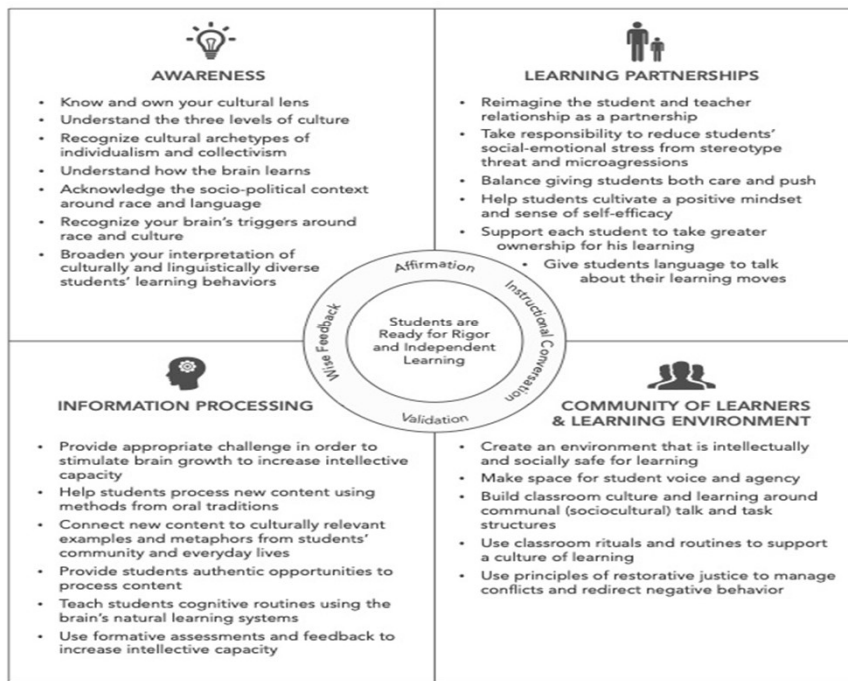 AWARENESS
• Know and own your cultural lens
• Understand the three levels of culture
• Recognize cultural archetypes of
individualism and collectivism
• Understand how the brain learns
• Acknowledge the socio-political context
around race and language
• Recognize your brain's triggers around
race and culture
• Broaden your interpretation of
culturally and linguistically diverse
students' learning behaviors
LEARNING PARTNERSHIPS
• Reimagine the student and teacher
relationship as a partnership
• Take responsibility to reduce students'
social-emotional stress from stereotype
threat and microagressions
• Balance giving students both care and push
• Help students cultivate a positive mindset
and sense of self-efficacy
• Support each student to take greater
ownership for his learning
• Give students language to talk
about their learning moves
Affirmation
Wise Feedback
Instructional Conversation
Students are
Ready for Rigor
and Independent
Learning
Validation
INFORMATION PROCESSING
• Provide appropriate challenge in order to
stimulate brain growth to increase intellective
capacity
• Help students process new content using
methods from oral traditions
• Connect new content to culturally relevant
examples and metaphors from students'
community and everyday lives
• Provide students authentic opportunities to
process content
• Teach students cognitive routines using the
brain's natural learning systems
• Use formative assessments and feedback to
increase intellective capacity
COMMUNITY OF LEARNERS
& LEARNING ENVIRONMENT
• Create an environment that is intellectually
and socially safe for learning
• Make space for student voice and agency
• Build classroom culture and learning around
communal (sociocultural) talk and task
structures
• Use classroom rituals and routines to support
a culture of learning
• Use principles of restorative justice to manage
conflicts and redirect negative behavior